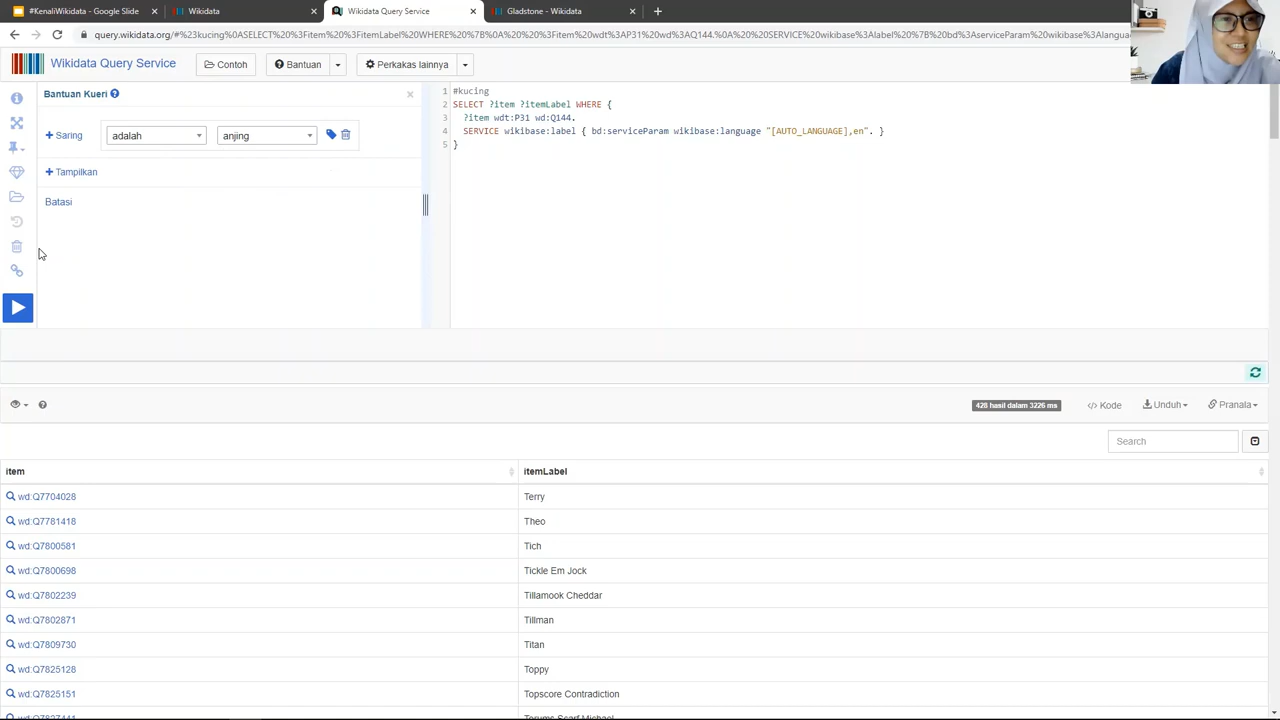 #KenaliWikidata - Google Slide
Wikidata
Wikidata Query Service
Gladstone - Wikidata
query.wikidata.org/#%23kucing%0ASELECT%20%3Fitem%20%3FitemLabel%20WHERE%20%7B%0A%20%20%3Fitem%20wdt%3AP31%20wd%3AQ144.%0A%20%20SERVICE%20wikibase%3Alabel%20%7B%20bd%3AserviceParam%20wikibase%3Alangua
Wikidata Query Service
Contoh
Bantuan
Perkakas lainnya
Bantuan Kueri
Saring
adalah
anjing
Tampilkan
Batasi
1 #kucing
2 SELECT ?item ?itemLabel WHERE {
3 ?item wdt:P31 wd:Q144.
4 SERVICE wikibase:label { bd:serviceParam wikibase:language "[AUTO_LANGUAGE],en". }
5 }
428 hasil dalam 3226 ms
</> Kode
Unduh
Pranala
Search
item itemLabel
wd:Q7704028 Terry
wd:Q7781418 Theo
wd:Q7800581 Tich
wd:Q7800698 Tickle Em Jock
wd:Q7802239 Tillamook Cheddar
wd:Q7802871 Tillman
wd:Q7809730 Titan
wd:Q7825128 Toppy
wd:Q7825151 Topscore Contradiction